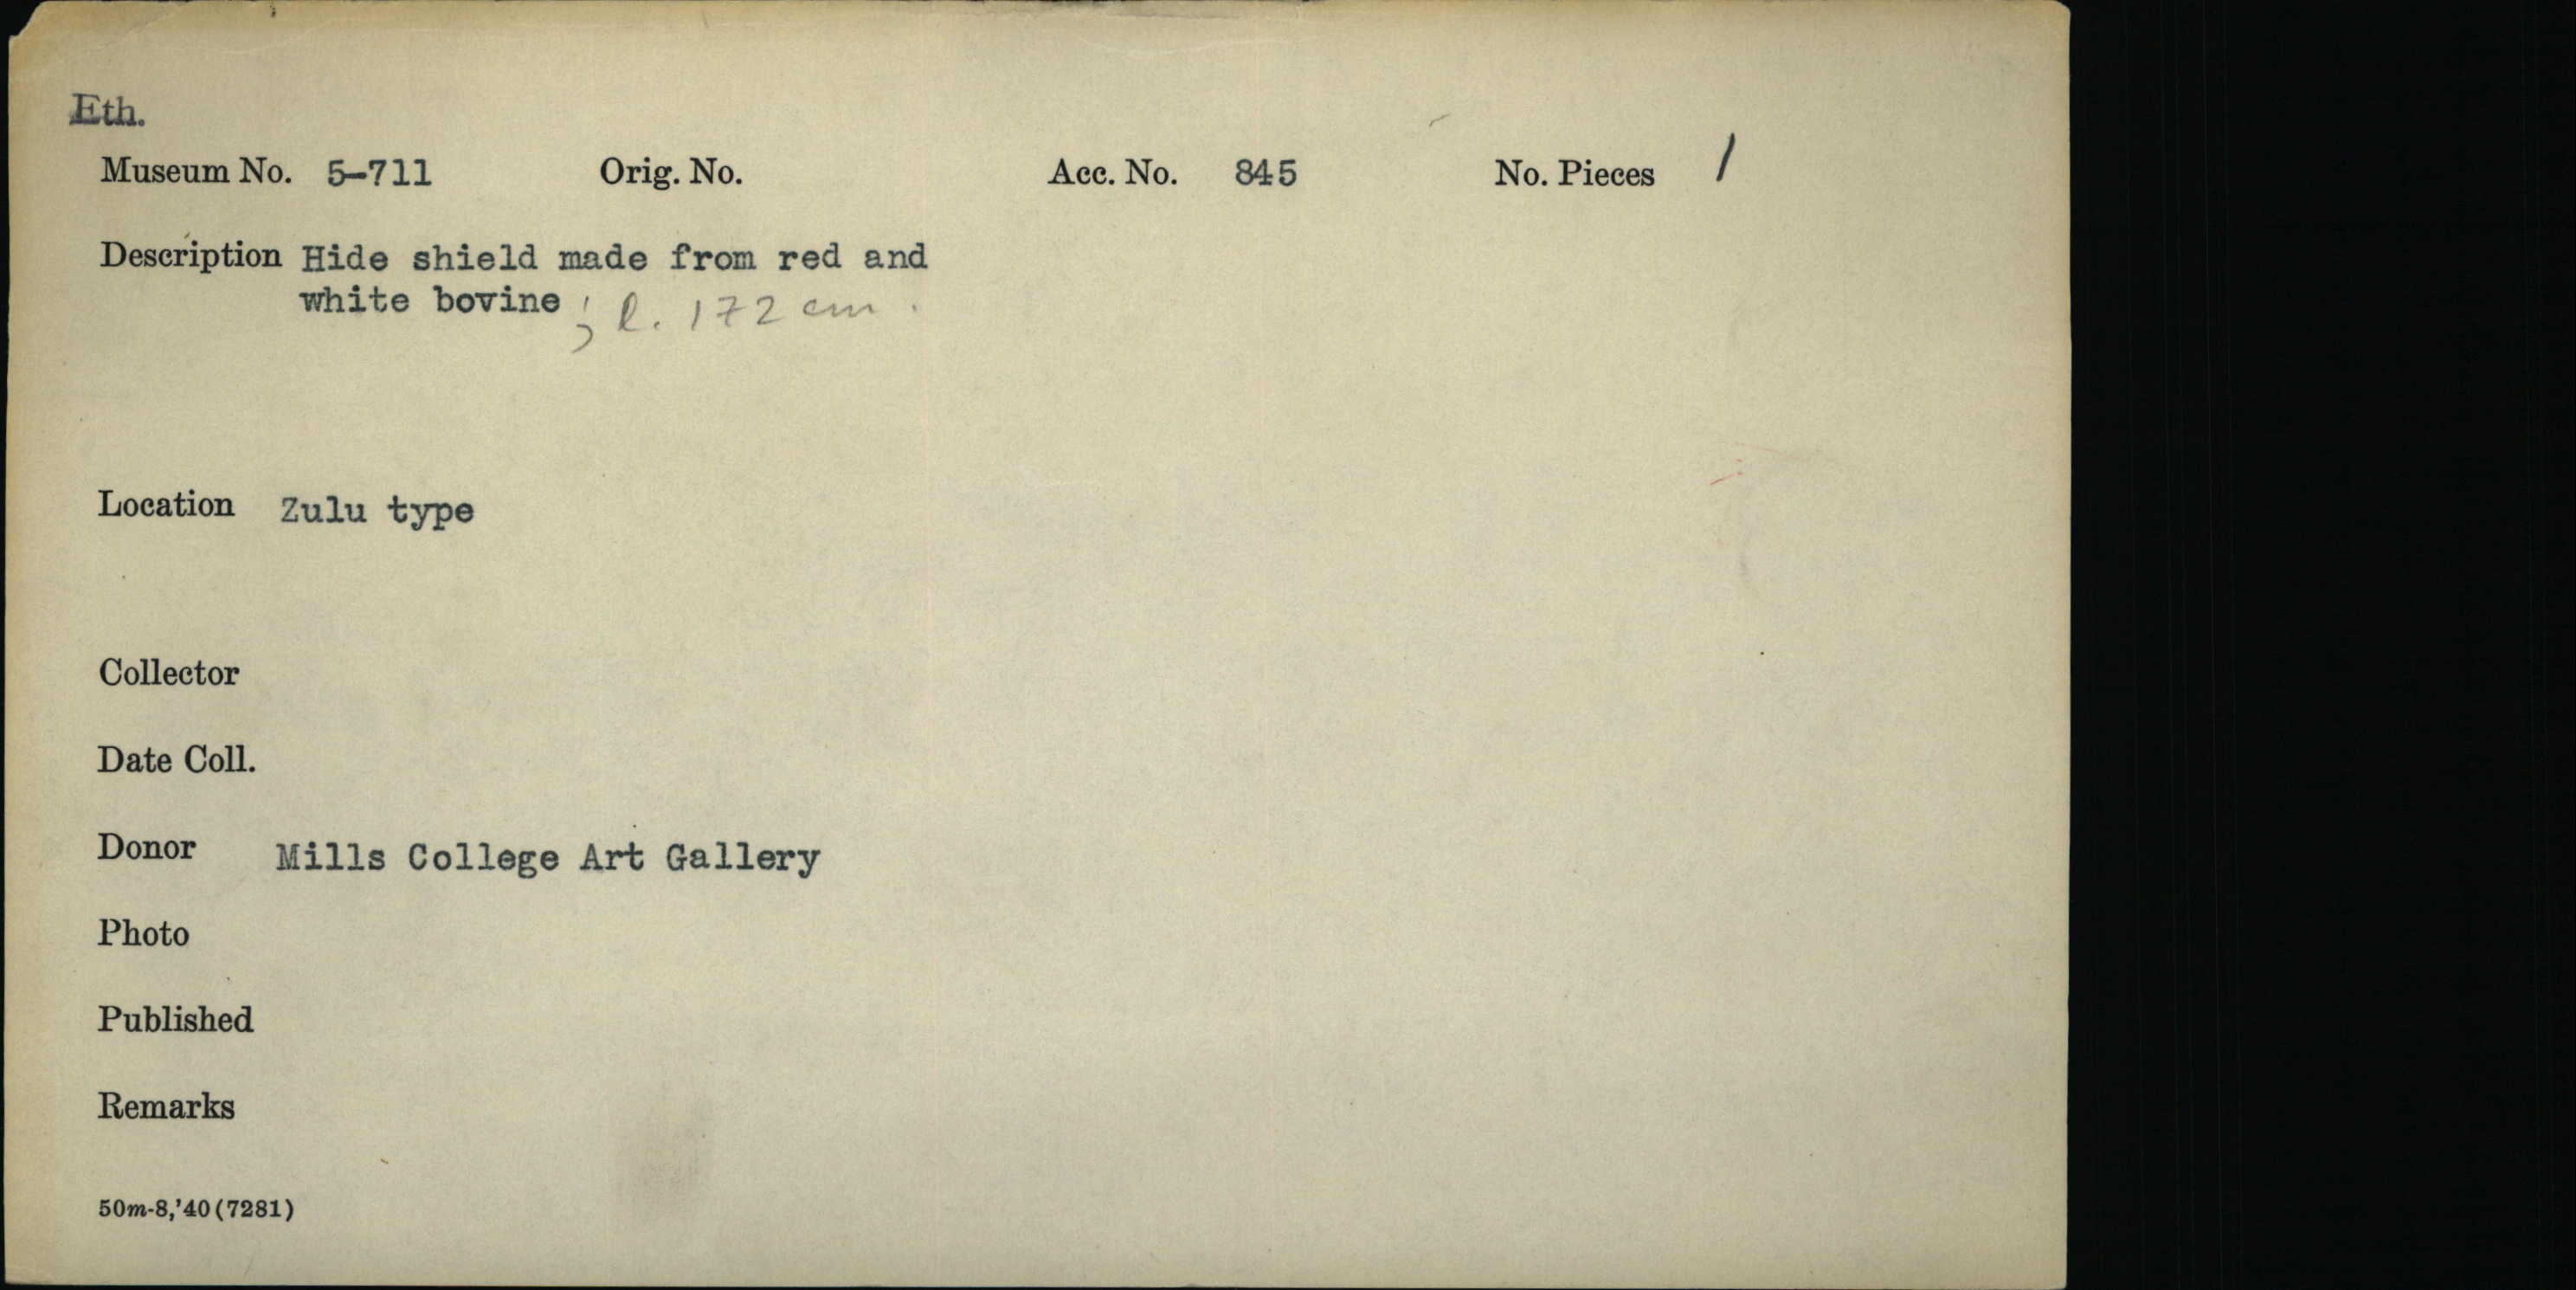 Eth.
Museum No. 5-711 Orig. No. Acc. No. 845 No. Pieces 1
Description Hide shield made from red and
white bovine ; l. 172 cm.
Location Zulu type
Collector
Date Coll.
Donor Mills College Art Gallery
Photo
Published
Remarks
50m-8,'40(7281)